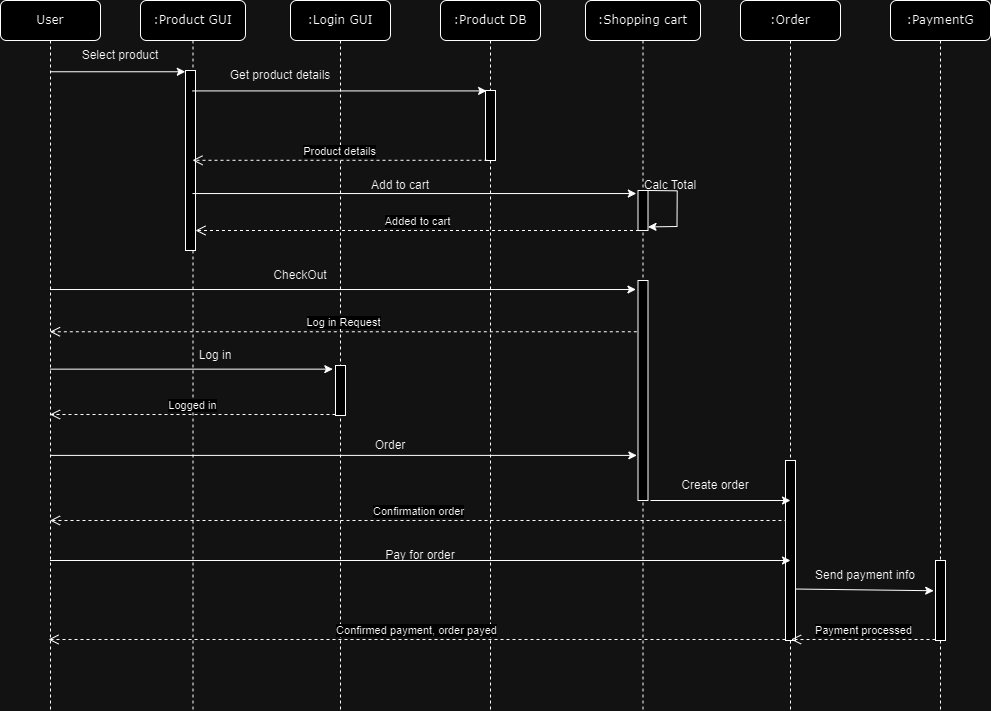 User
:Product GUI
:Login GUI
:Product DB
:Shopping cart
:Order
:PaymentG
Select product
Get product details
Product details
Add to cart
Calc Total
Added to cart
CheckOut
Log in Request
Log in
Logged in
Order
Create order
Confirmation order
Pay for order
Send payment info
Confirmed payment, order payed
Payment processed